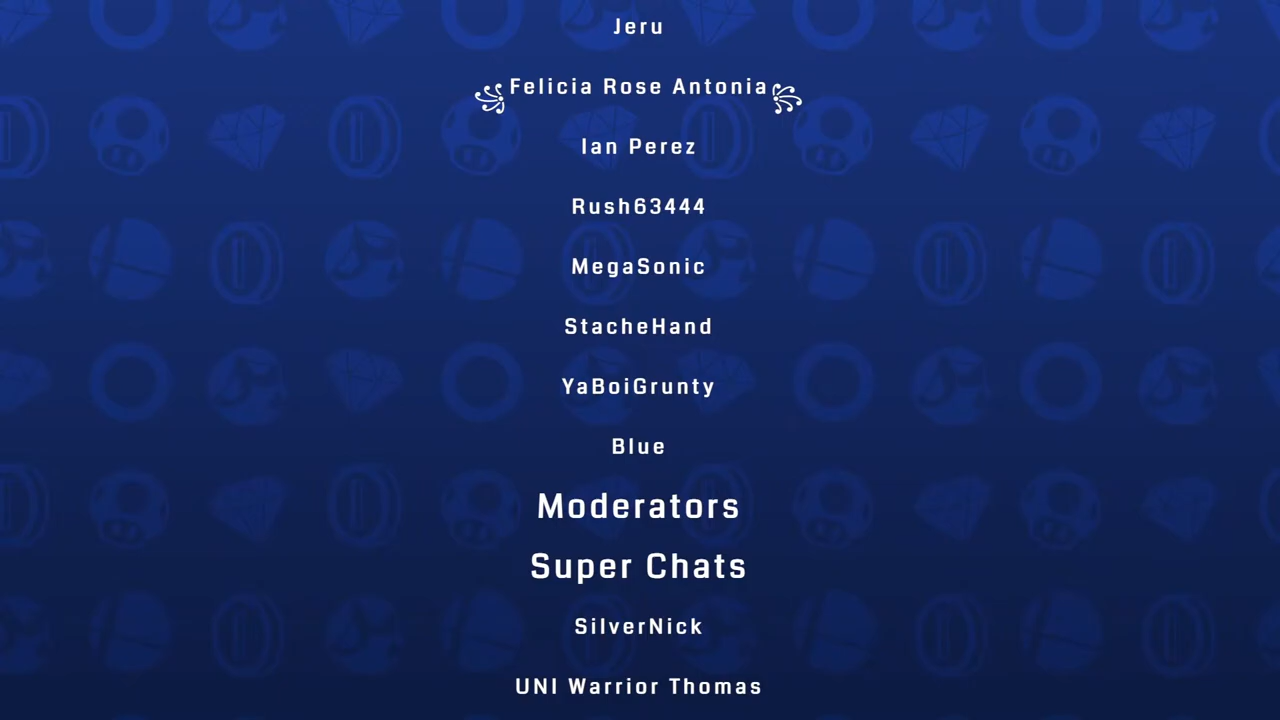 Jeru
Felicia Rose Antonia
Ian Perez
Rush63444
MegaSonic
StacheHand
YaBoiGrunty
Blue
Moderators
Super Chats
SilverNick
UNI Warrior Thomas